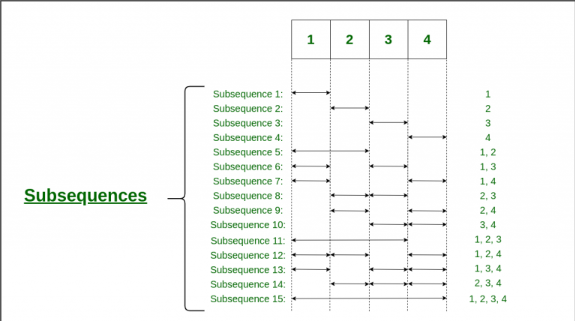 1 2 3 4
Subsequence 1: 1
Subsequence 2: 2
Subsequence 3: 3
Subsequence 4: 4
Subsequence 5: 1, 2
Subsequence 6: 1, 3
Subsequence 7: 1, 4
Subsequence 8: 2, 3
Subsequences
Subsequence 9: 2, 4
Subsequence 10: 3, 4
Subsequence 11: 1, 2, 3
Subsequence 12: 1, 2, 4
Subsequence 13: 1, 3, 4
Subsequence 14: 2, 3, 4
Subsequence 15: 1, 2, 3, 4